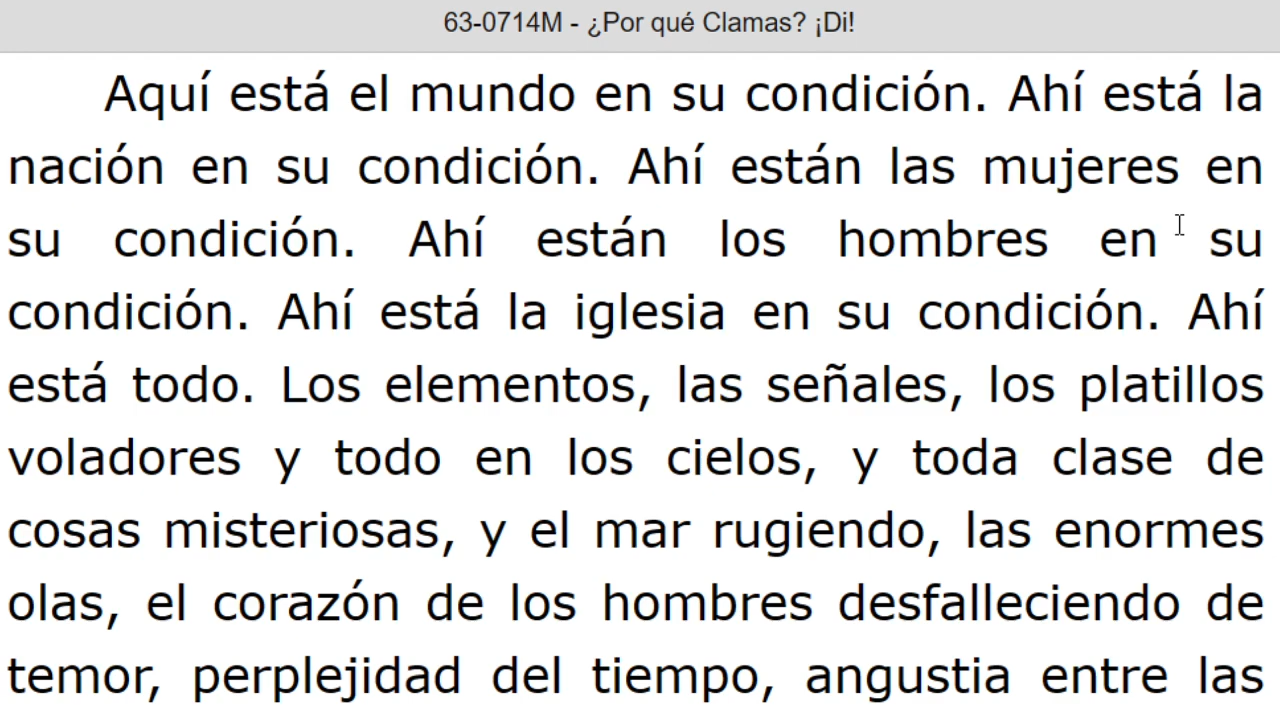 63-0714M - ¿Por qué Clamas? ¡Di!
Aquí está el mundo en su condición. Ahí está la
nación en su condición. Ahí están las mujeres en
su condición. Ahí están los hombres en su
condición. Ahí está la iglesia en su condición. Ahí
está todo. Los elementos, las señales, los platillos
voladores y todo en los cielos, y toda clase de
cosas misteriosas, y el mar rugiendo, las enormes
olas, el corazón de los hombres desfalleciendo de
temor, perplejidad del tiempo, angustia entre las